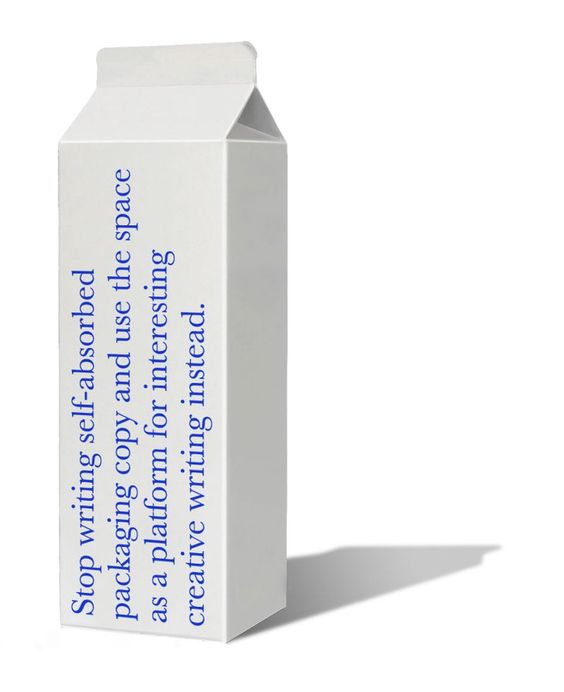 Stop writing self-absorbed
packaging copy and use the space
as a platform for interesting
creative writing instead.